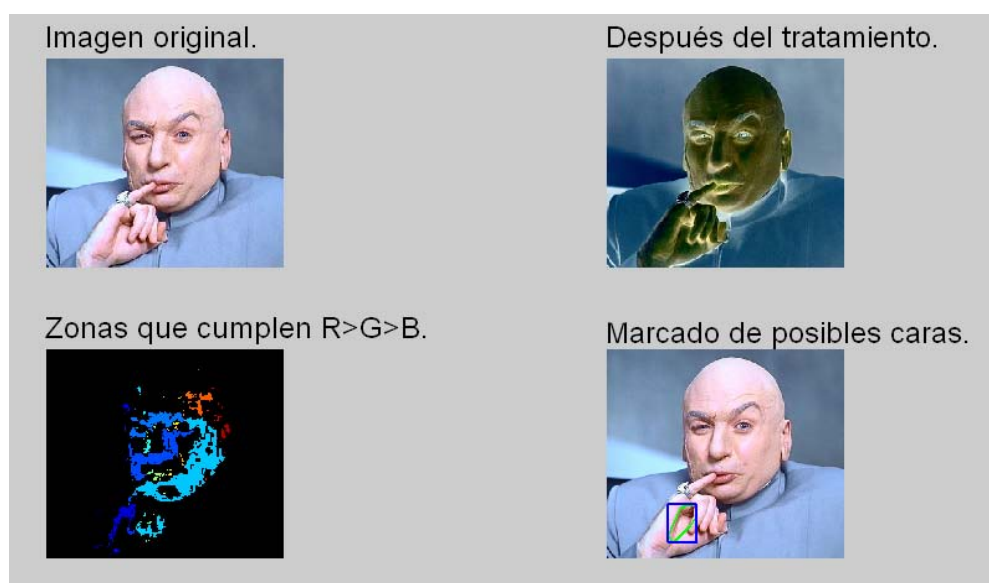 Imagen original.
Después del tratamiento.
Zonas que cumplen R>G>B.
Marcado de posibles caras.